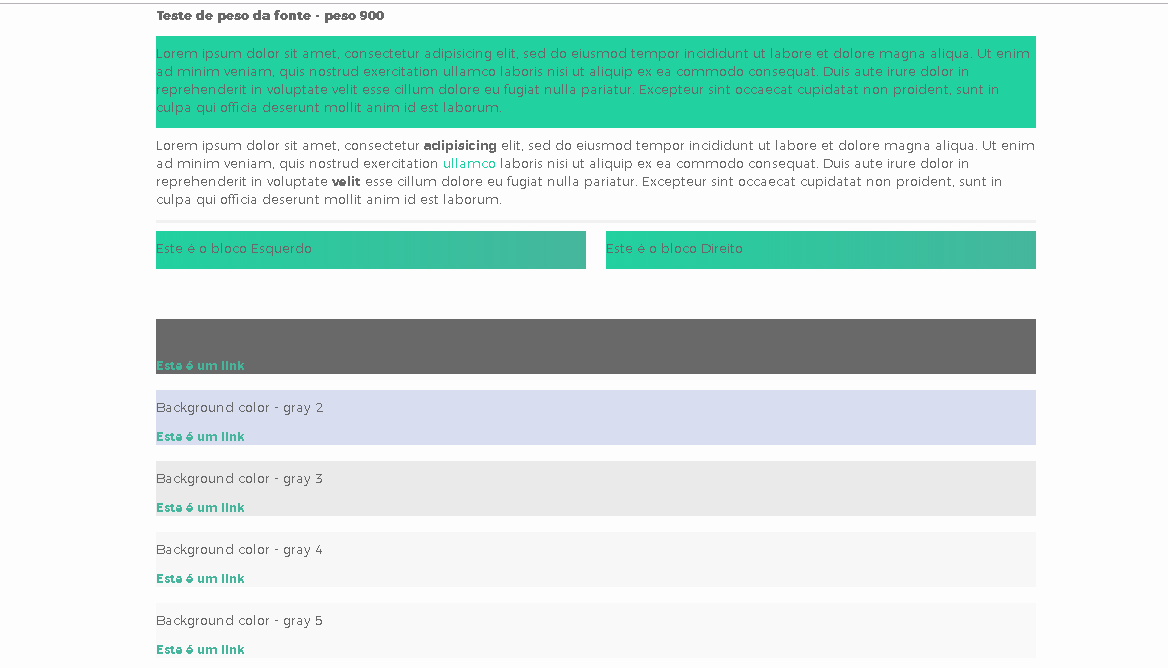 Teste de peso da fonte - peso 900
Lorem ipsum dolor sit amet, consectetur adipisicing elit, sed do eiusmod tempor incididunt ut labore et dolore magna aliqua. Ut enim
ad minim veniam, quis nostrud exercitation ullamco laboris nisi ut aliquip ex ea commodo consequat. Duis aute irure dolor in
reprehenderit in voluptate velit esse cillum dolore eu fugiat nulla pariatur. Excepteur sint occaecat cupidatat non proident, sunt in
culpa qui officia deserunt mollit anim id est laborum.
Lorem ipsum dolor sit amet, consectetur adipisicing elit, sed do eiusmod tempor incididunt ut labore et dolore magna aliqua. Ut enim
ad minim veniam, quis nostrud exercitation ullamco laboris nisi ut aliquip ex ea commodo consequat. Duis aute irure dolor in
reprehenderit in voluptate velit esse cillum dolore eu fugiat nulla pariatur. Excepteur sint occaecat cupidatat non proident, sunt in
culpa qui officia deserunt mollit anim id est laborum.
Este é o bloco Esquerdo
Este é o bloco Direito
Este é um link
Background color - gray 2
Este é um link
Background color - gray 3
Este é um link
Background color - gray 4
Este é um link
Background color - gray 5
Este é um link